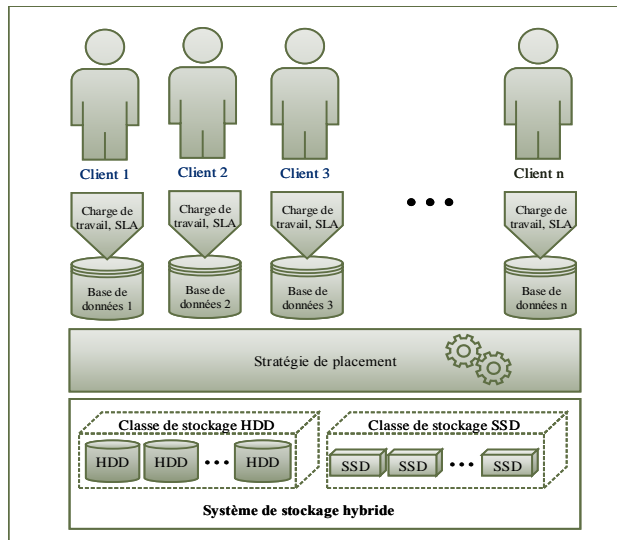 Client 1 Client 2 Client 3 Client n
Charge de travail, SLA Charge de travail, SLA Charge de travail, SLA Charge de travail, SLA
Base de données 1 Base de données 2 Base de données 3 Base de données n
Stratégie de placement
Classe de stockage HDD Classe de stockage SSD
HDD HDD HDD SSD SSD SSD
Système de stockage hybride